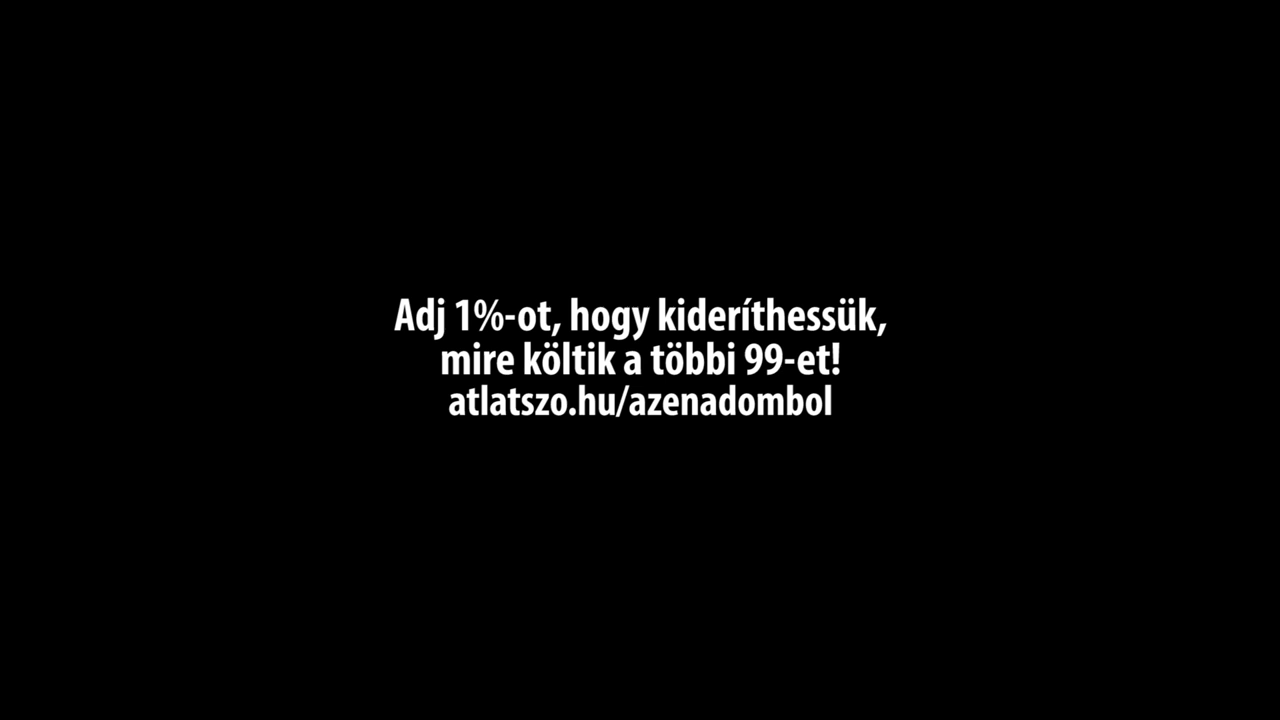 Adj 1%-ot, hogy kideríthessük,
mire költik a többi 99-et!
atlatszo.hu/azenadombol